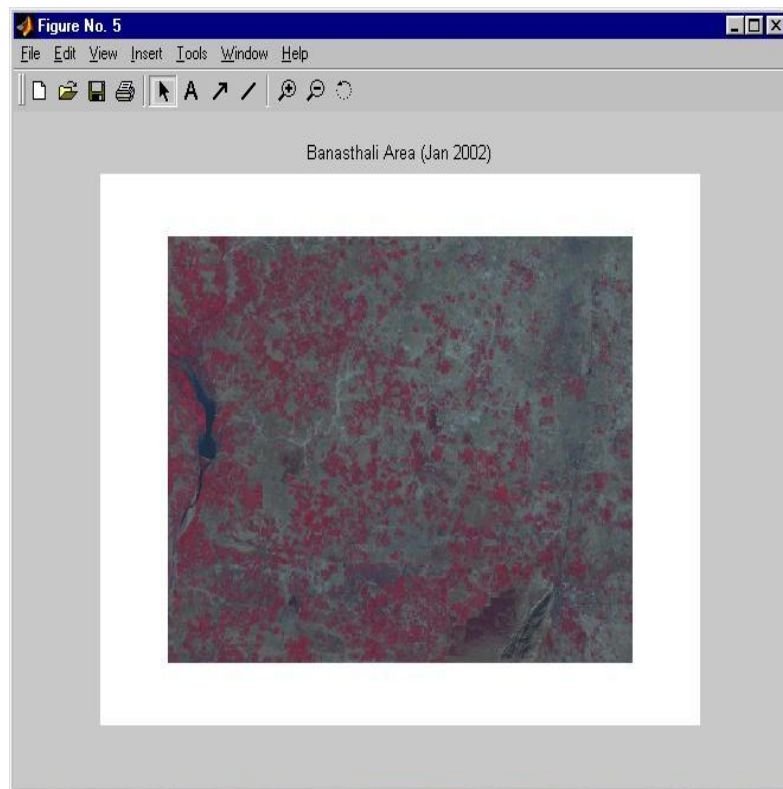 Figure No. 5
File Edit View Insert Tools Window Help
A
Banasthali Area (Jan 2002)